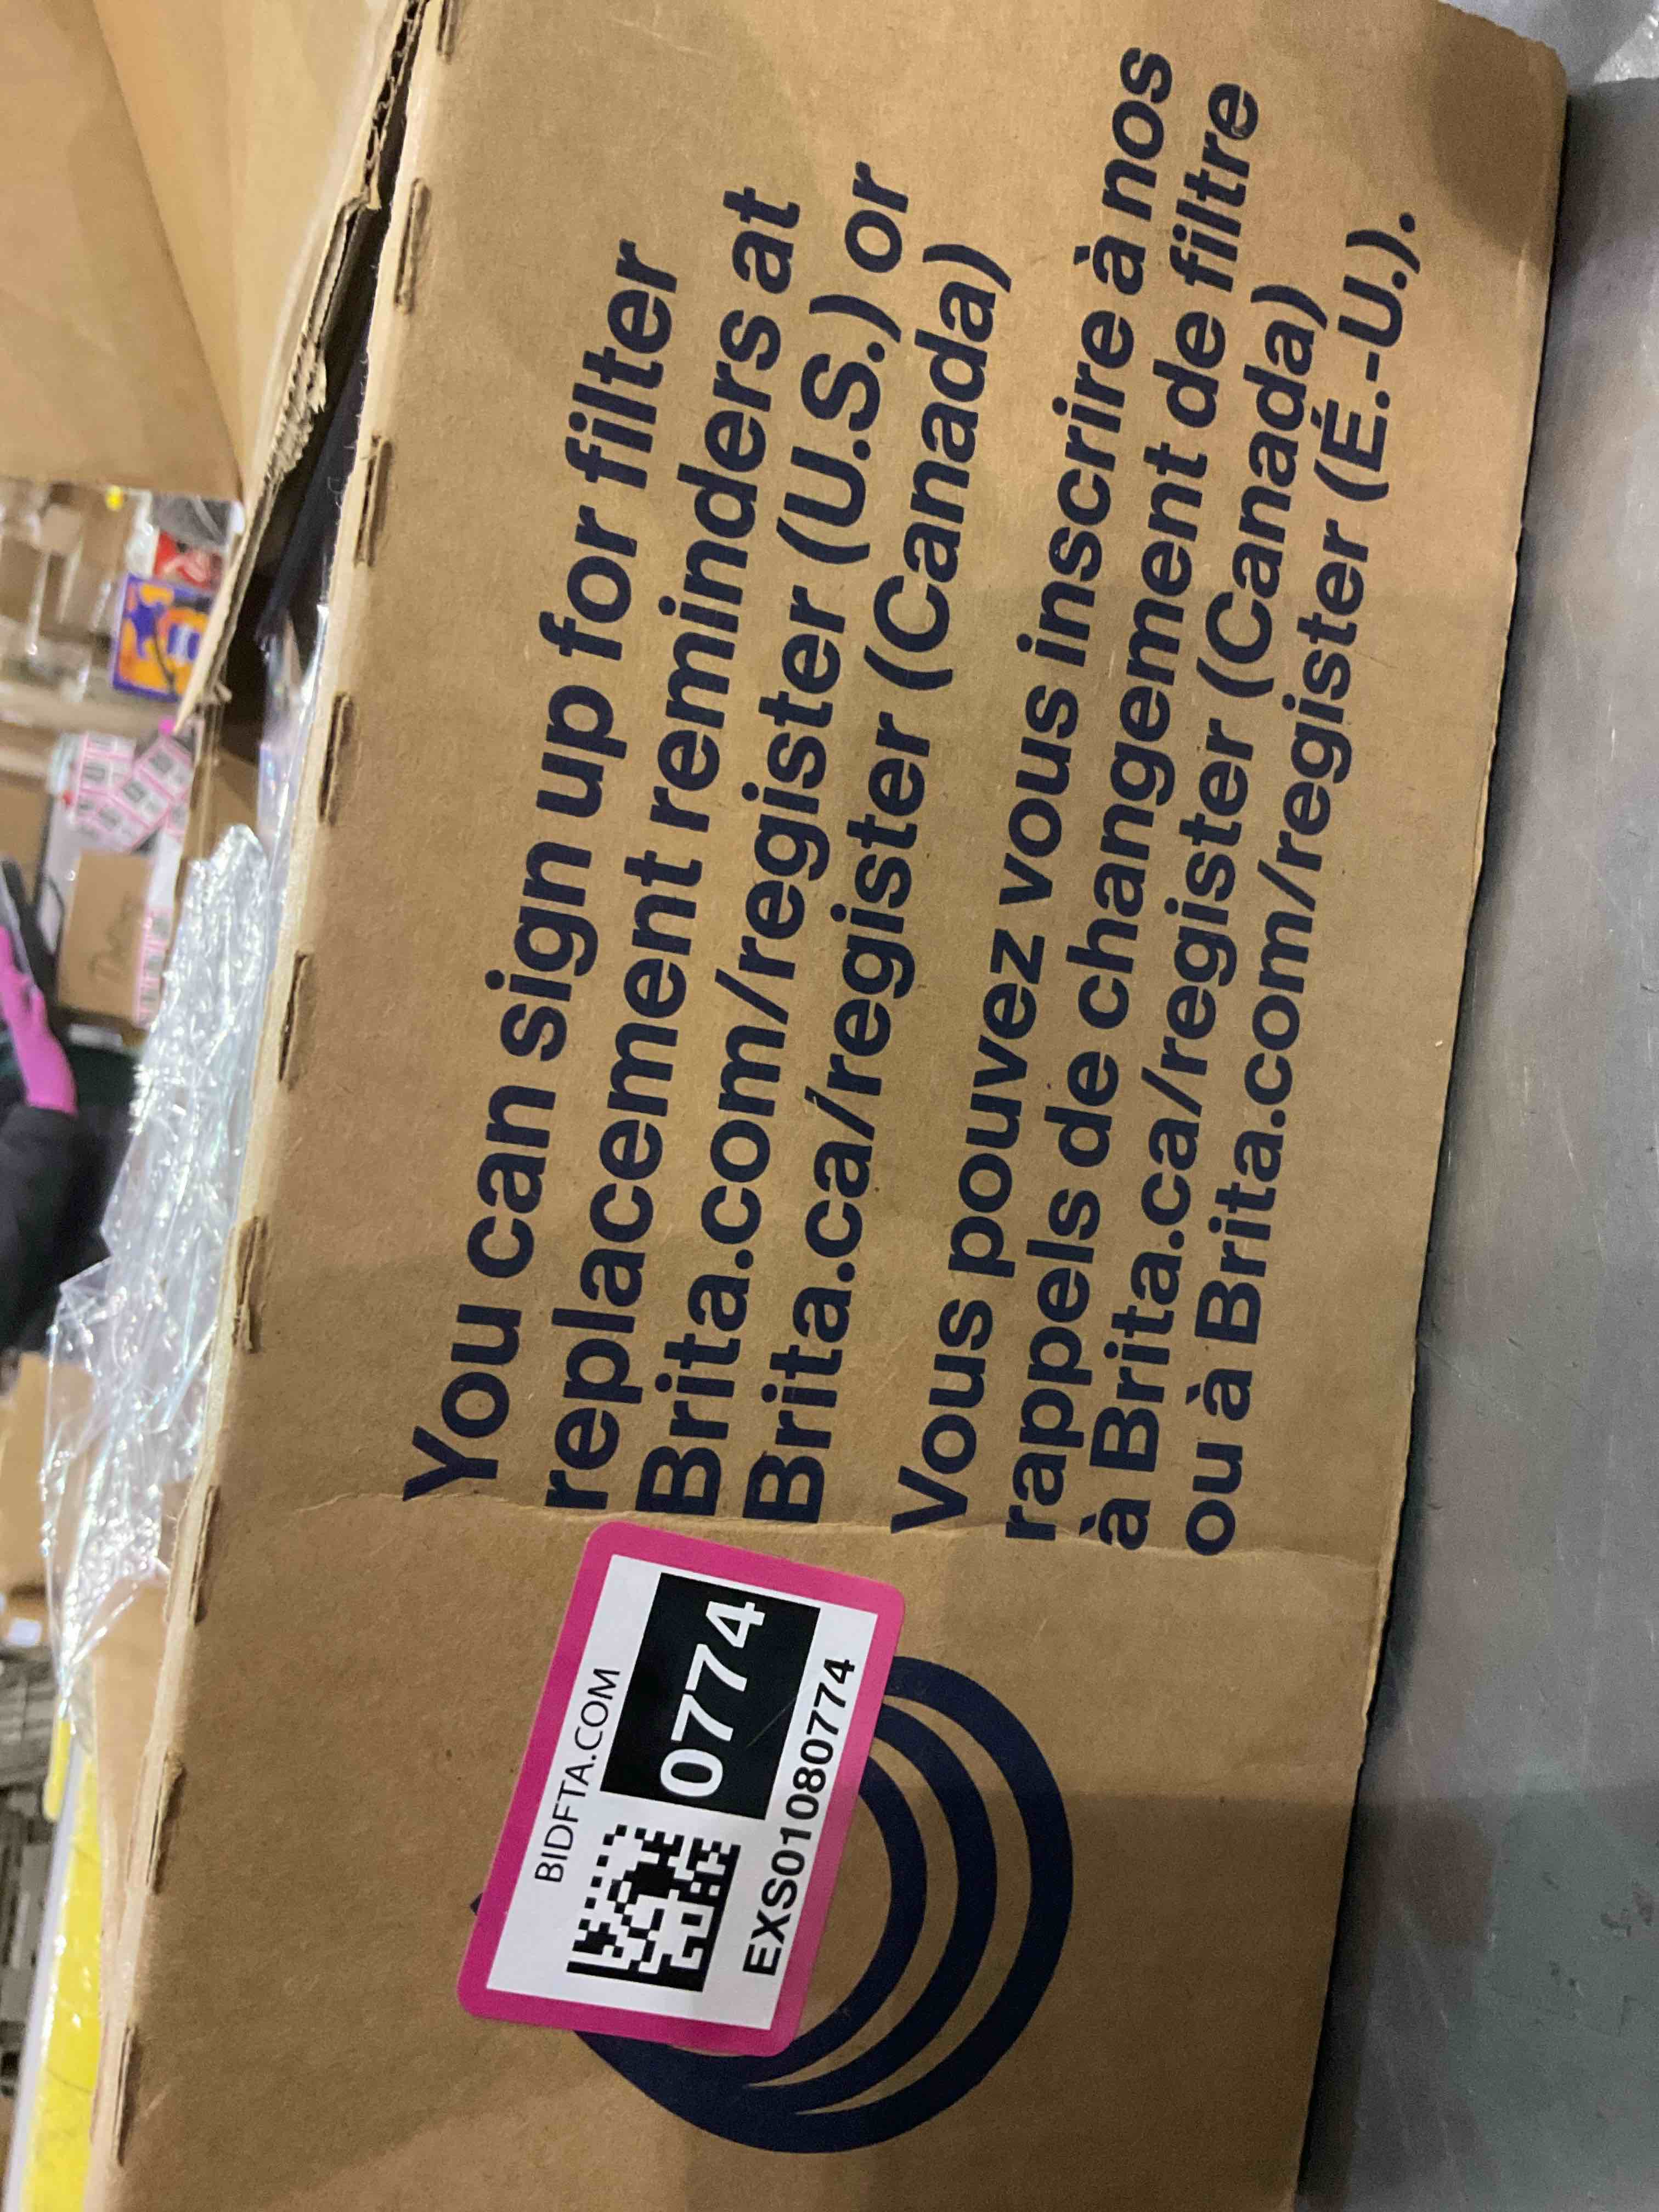 You can sign up for filter
replacement reminders at
Brita.com/register (U.S.) or
Brita.ca/register (Canada)
Vous pouvez vous inscrire à nos
rappels de changement de filtre
à Brita.ca/register (Canada)
ou à Brita.com/register (É.-U.).
BIDFTA.COM
0774
EXS01080774